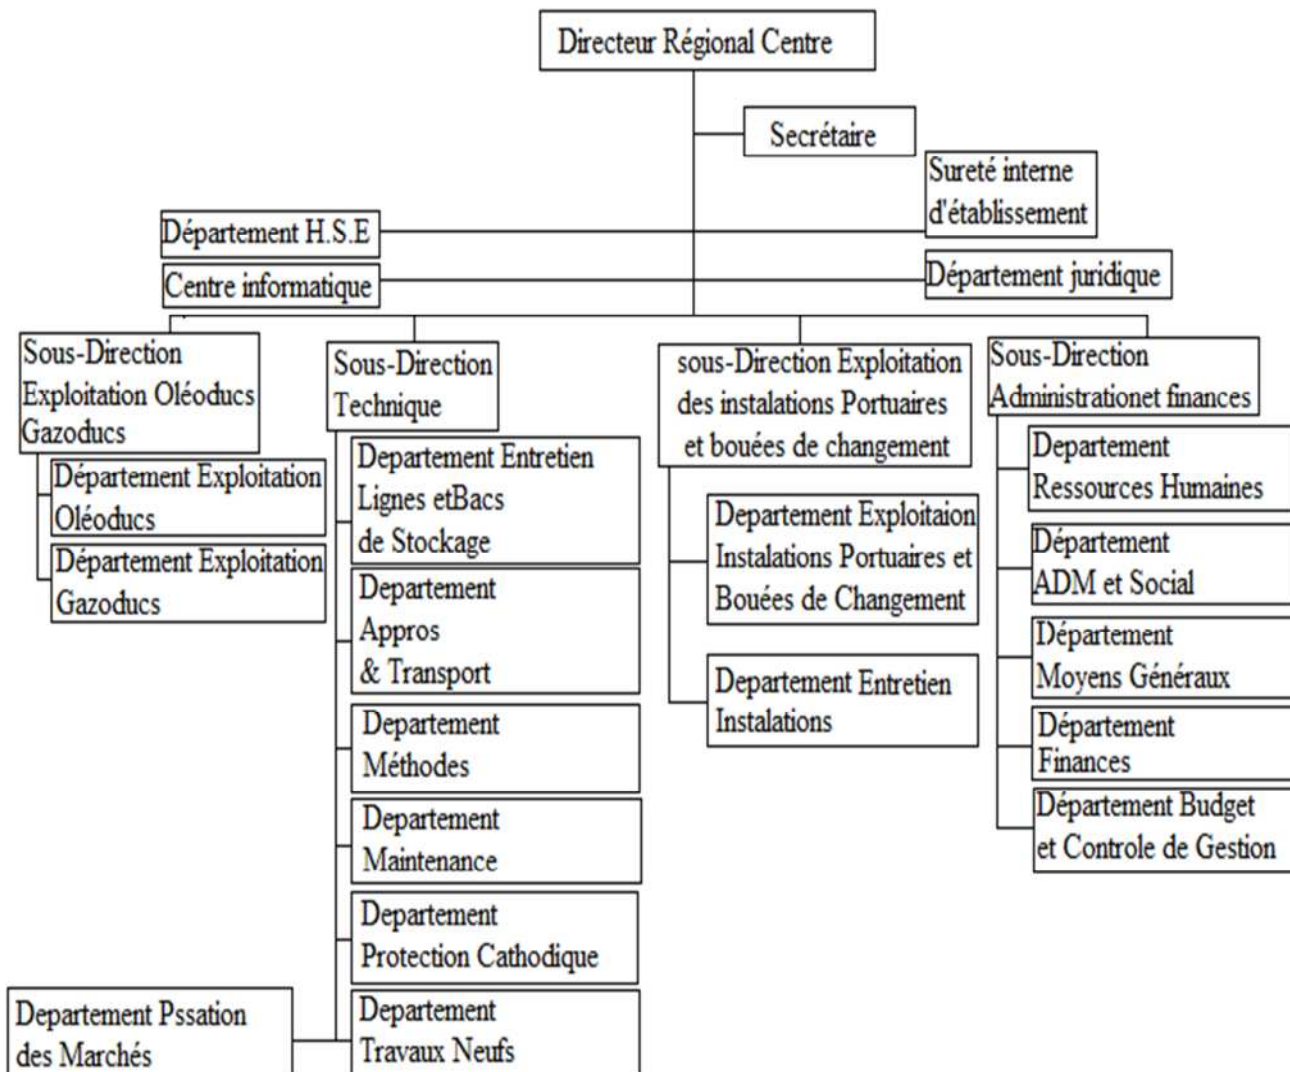 Directeur Régional Centre
Secrétaire
Sureté interne
d'établissement
Département H.S.E
Centre informatique
Département juridique
Sous-Direction
Exploitation Oléoducs
Gazoducs
Département Exploitation
Oléoducs
Département Exploitation
Gazoducs
Sous-Direction
Technique
Departement Entretien
Lignes etBacs
de Stockage
Departement
Appros
& Transport
Departement
Méthodes
Departement
Maintenance
Departement
Protection Cathodique
Departement
Travaux Neufs
Departement Pssation
des Marchés
sous-Direction Exploitation
des instalations Portuaires
et bouées de changement
Departement Exploitaion
Instalations Portuaires et
Bouées de Changement
Departement Entretien
Instalations
Sous-Direction
Administrationet finances
Departement
Ressources Humaines
Département
ADM et Social
Département
Moyens Généraux
Département
Finances
Département Budget
et Controle de Gestion